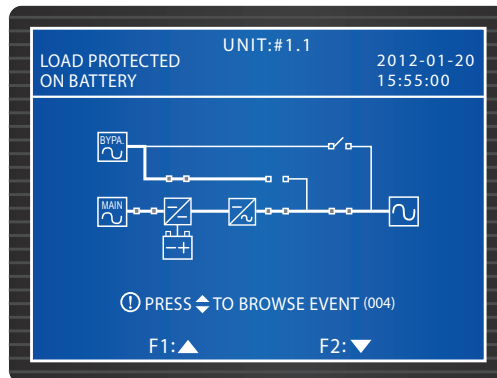 UNIT:#1.1
LOAD PROTECTED
ON BATTERY
2012-01-20
15:55:00
BYPA.
MAIN
PRESS TO BROWSE EVENT (004)
F1:
F2: